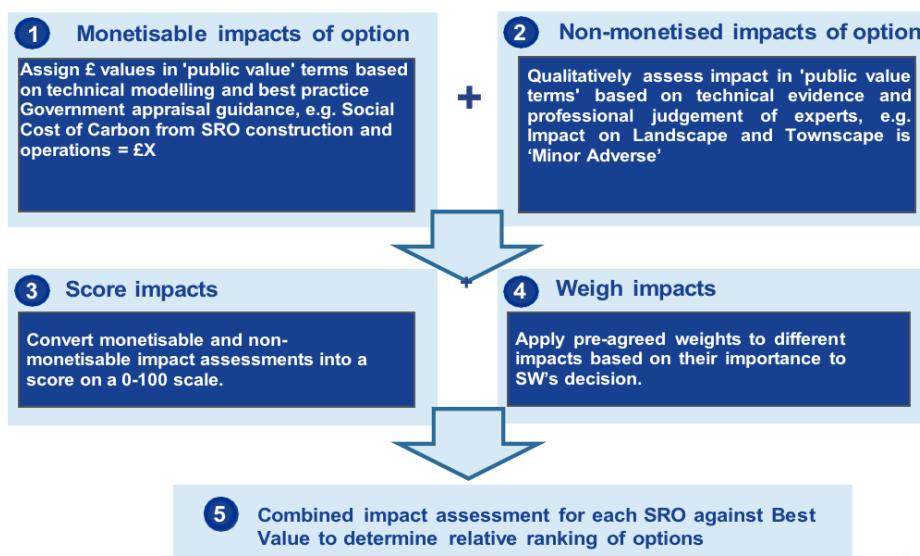 1 Monetisable impacts of option
Assign £ values in 'public value' terms based
on technical modelling and best practice
Government appraisal guidance, e.g. Social
Cost of Carbon from SRO construction and
operations = £X
+
2 Non-monetised impacts of option
Qualitatively assess impact in 'public value
terms' based on technical evidence and
professional judgement of experts, e.g.
Impact on Landscape and Townscape is
‘Minor Adverse’
3 Score impacts
Convert monetisable and non-
monetisable impact assessments into a
score on a 0-100 scale.
+
4 Weigh impacts
Apply pre-agreed weights to different
impacts based on their importance to
SW’s decision.
5 Combined impact assessment for each SRO against Best
Value to determine relative ranking of options